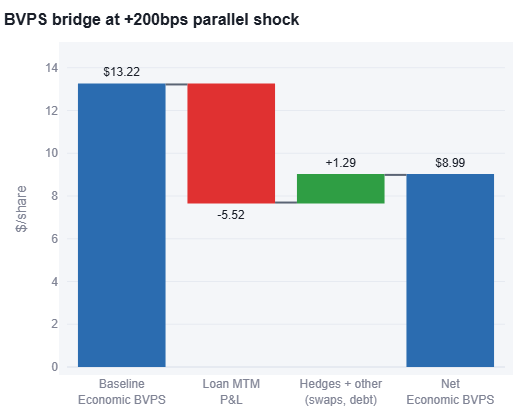 BVPS bridge at +200bps parallel shock
$/share
14
12
10
8
6
4
2
0
$13.22
-5.52
+1.29
$8.99
Baseline
Economic BVPS
Loan MTM
P&L
Hedges + other
(swaps, debt)
Net
Economic BVPS